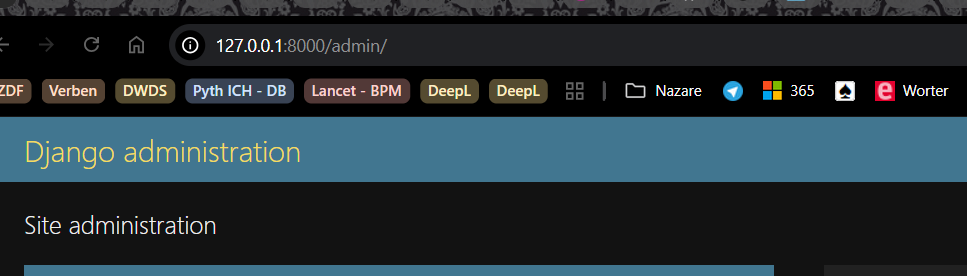 127.0.0.1:8000/admin/
ZDF Verben DWDS Pyth ICH - DB Lancet - BPM DeepL DeepL Nazare 365 e Worter
Django administration
Site administration